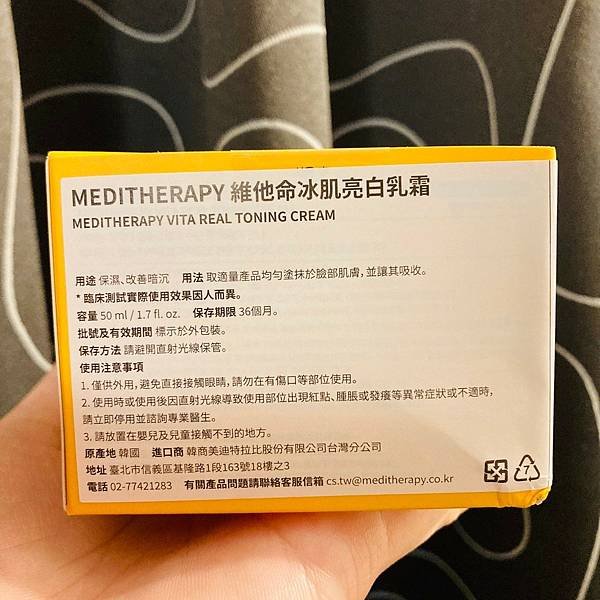 MEDITHERAPY 維他命冰肌亮白乳霜
MEDITHERAPY VITA REAL TONING CREAM
用途 保濕、改善暗沉 用法 取適量產品均勻塗抹於臉部肌膚，並讓其吸收。
* 臨床測試實際使用效果因人而異。
容量 50 ml / 1.7 fl. oz. 保存期限 36個月。
批號及有效期間 標示於外包裝。
保存方法 請避開直射光線保管。
使用注意事項
1. 僅供外用，避免直接接觸眼睛，請勿在有傷口等部位使用。
2. 使用時或使用後因直射光線導致使用部位出現紅點、腫脹或發癢等異常症狀或不適時，
請立即停用並諮詢專業醫生。
3. 請放置在嬰兒及兒童接觸不到的地方。
原產地 韓國 進口商 韓商美迪特拉比股份有限公司台灣分公司
地址 臺北市信義區基隆路1段163號18樓之3
電話 02-77421283 有關產品問題請聯絡客服信箱 cs.tw@meditherapy.co.kr
7